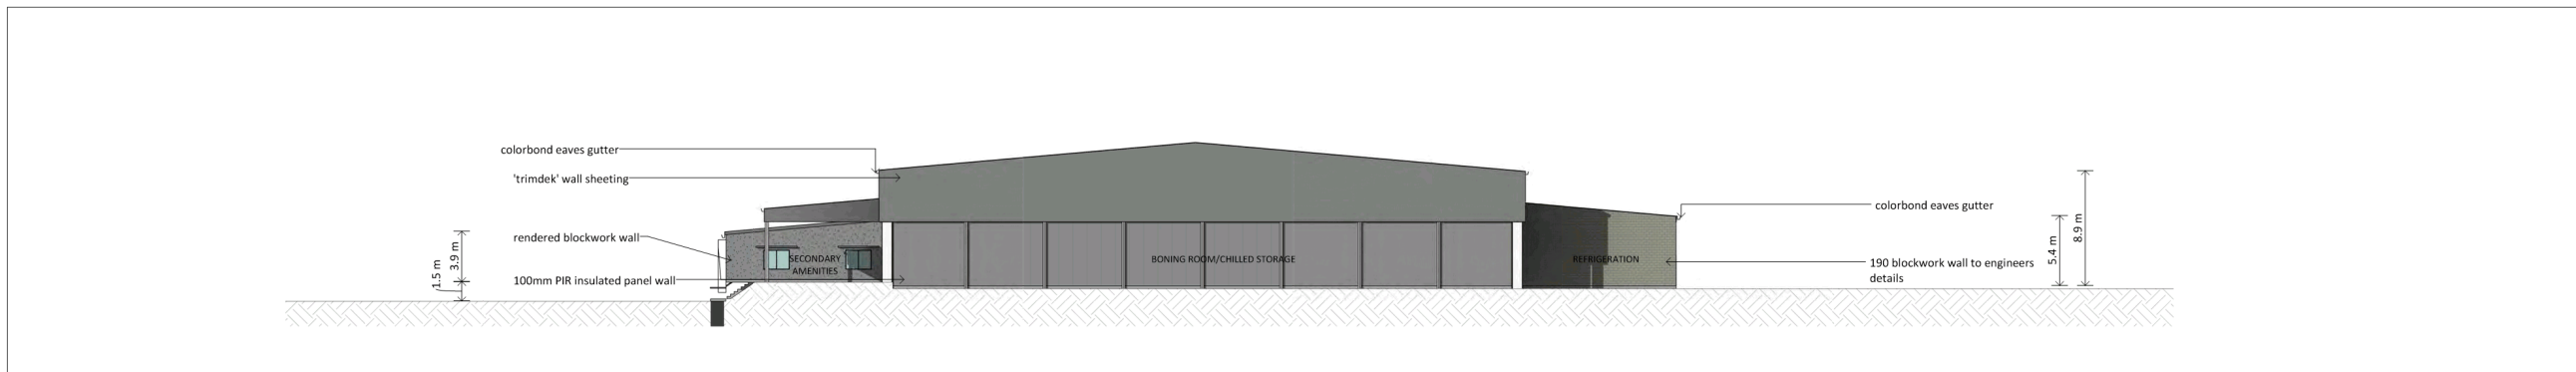 colorbond eaves gutter
'trimdek' wall sheeting
rendered blockwork wall
100mm PIR insulated panel wall
1.5 m
3.9 m
SECONDARY
AMENITIES
BONING ROOM/CHILLED STORAGE
REFRIGERATION
colorbond eaves gutter
190 blockwork wall to engineers
details
5.4 m
8.9 m